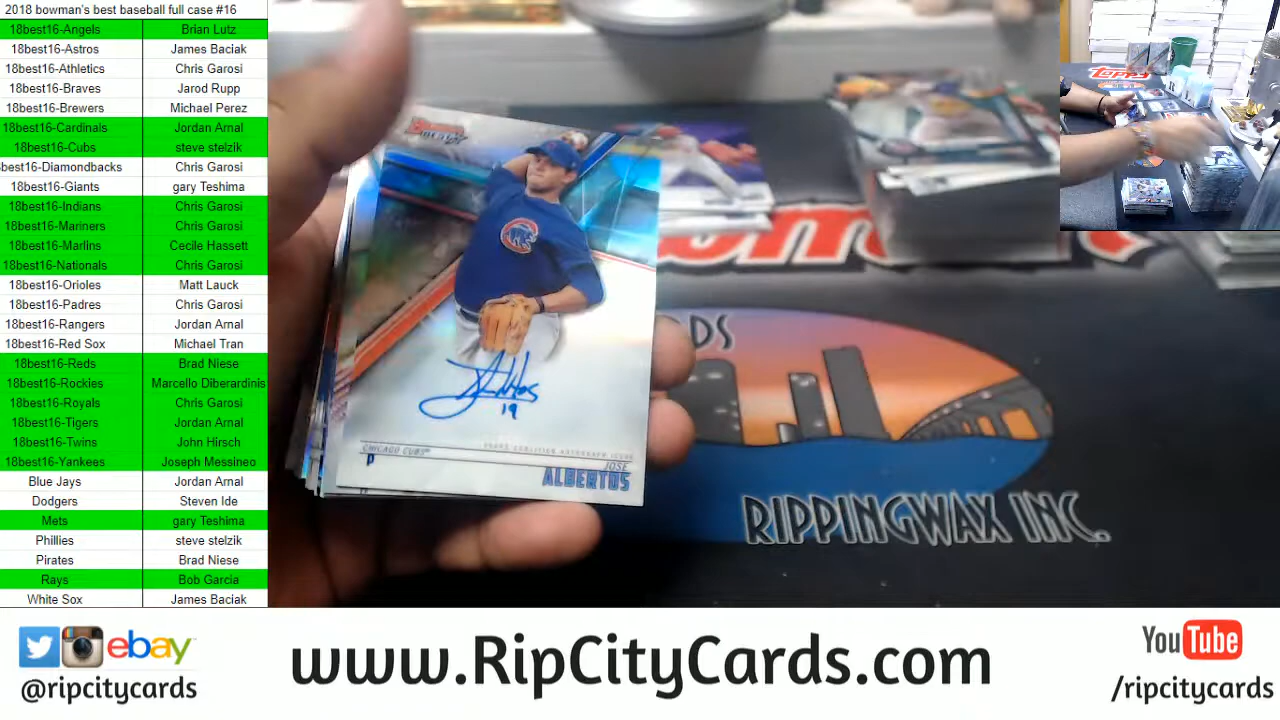 2018 bowman's best baseball full case #16
18best16-Angels Brian Lutz
18best16-Astros James Baciak
18best16-Athletics Chris Garosi
18best16-Braves Jarod Rupp
18best16-Brewers Michael Perez
18best16-Cardinals Jordan Arnal
18best16-Cubs steve stelzik
best16-Diamondbacks Chris Garosi
18best16-Giants gary Teshima
18best16-Indians Chris Garosi
18best16-Mariners Chris Garosi
18best16-Marlins Cecile Hassett
18best16-Nationals Chris Garosi
18best16-Orioles Matt Lauck
18best16-Padres Chris Garosi
18best16-Rangers Jordan Arnal
18best16-Red Sox Michael Tran
18best16-Reds Brad Niese
18best16-Rockies Marcello Diberardinis
18best16-Royals Chris Garosi
18best16-Tigers Jordan Arnal
18best16-Twins John Hirsch
18best16-Yankees Joseph Messineo
Blue Jays Jordan Arnal
Dodgers Steven Ide
Mets gary Teshima
Phillies steve stelzik
Pirates Brad Niese
Rays Bob Garcia
White Sox James Baciak
19
CHICAGO CUBS
P
JOSE
ALBERTOS
RIPPINGWAX INC.
topps
ebay
@ripcitycards
www.RipCityCards.com
YouTube
/ripcitycards